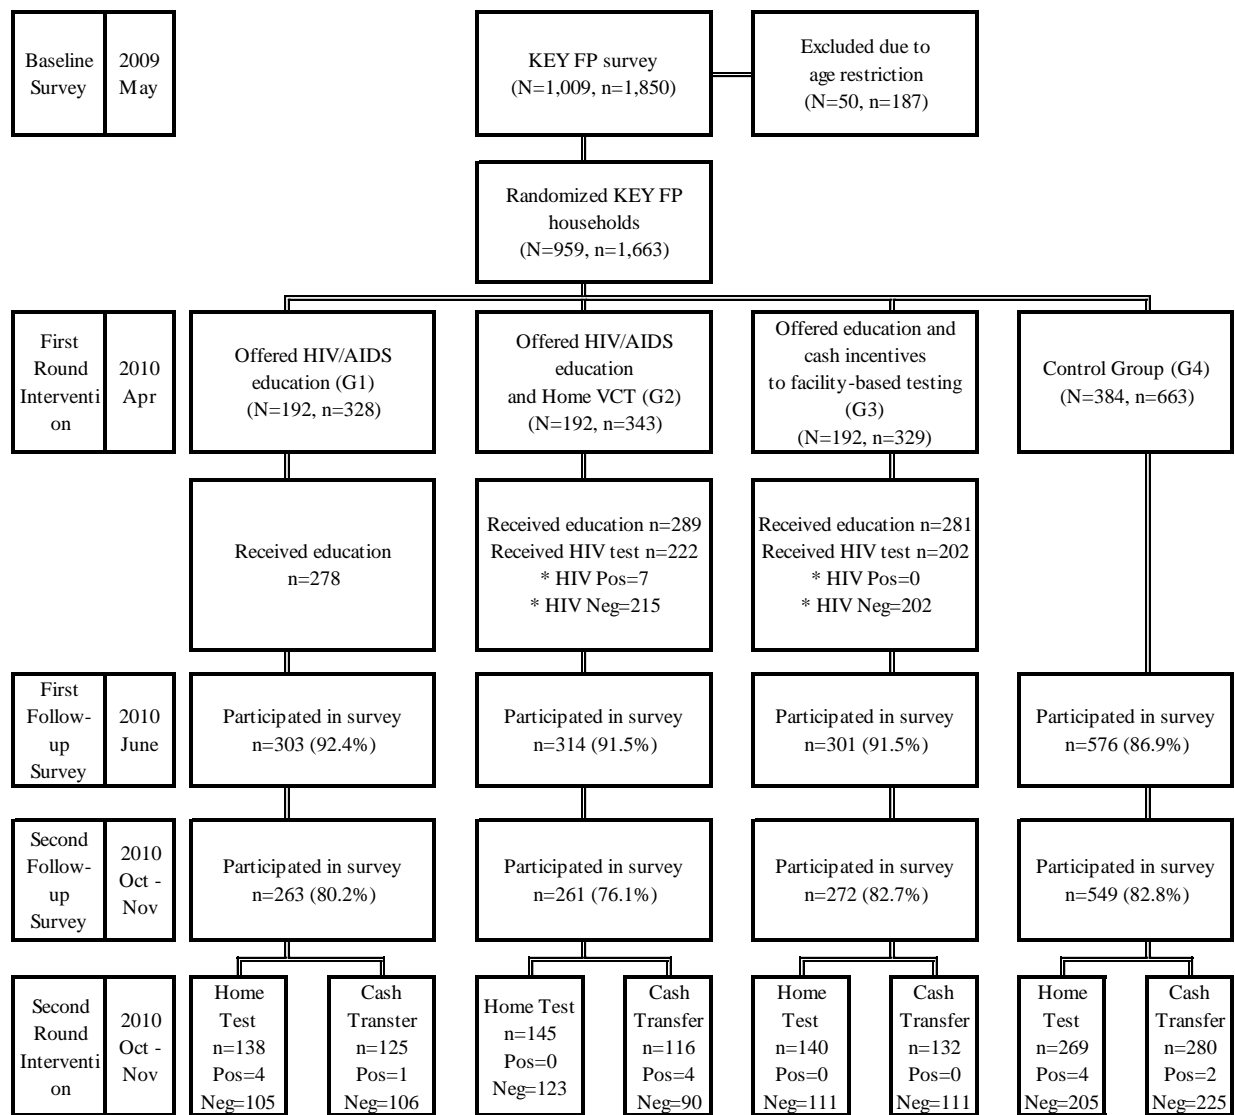 Baseline
Survey
2009
May
KEY FP survey
(N=1,009, n=1,850)
Excluded due to
age restriction
(N=50, n=187)
Randomized KEY FP
households
(N=959, n=1,663)
First
Round
Interventi
on
2010
Apr
Offered HIV/AIDS
education (G1)
(N=192, n=328)
Offered HIV/AIDS
education
and Home VCT (G2)
(N=192, n=343)
Offered education and
cash incentives
to facility-based testing
(G3)
(N=192, n=329)
Control Group (G4)
(N=384, n=663)
Received education
n=278
Received education n=289
Received HIV test n=222
* HIV Pos=7
* HIV Neg=215
Received education n=281
Received HIV test n=202
* HIV Pos=0
* HIV Neg=202
First
Follow-
up
Survey
2010
June
Participated in survey
n=303 (92.4%)
Participated in survey
n=314 (91.5%)
Participated in survey
n=301 (91.5%)
Participated in survey
n=576 (86.9%)
Second
Follow-
up
Survey
2010
Oct -
Nov
Participated in survey
n=263 (80.2%)
Participated in survey
n=261 (76.1%)
Participated in survey
n=272 (82.7%)
Participated in survey
n=549 (82.8%)
Second
Round
Interventi
on
2010
Oct -
Nov
Home
Test
n=138
Pos=4
Neg=105
Cash
Transter
n=125
Pos=1
Neg=106
Home Test
n=145
Pos=0
Neg=123
Cash
Transfer
n=116
Pos=4
Neg=90
Home
Test
n=140
Pos=0
Neg=111
Cash
Transfer
n=132
Pos=0
Neg=111
Home
Test
n=269
Pos=4
Neg=205
Cash
Transfer
n=280
Pos=2
Neg=225